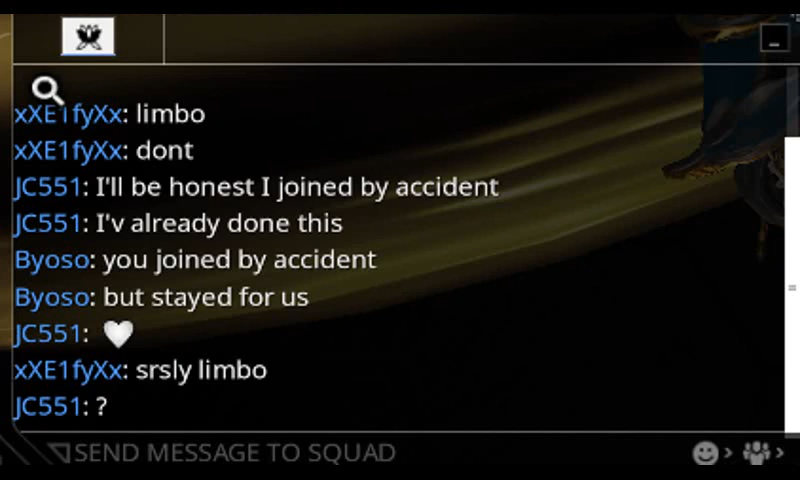 xXE1fyXx: limbo
xXE1fyXx: dont
JC551: I'll be honest I joined by accident
JC551: I'v already done this
Byoso: you joined by accident
Byoso: but stayed for us
JC551:
xXE1fyXx: srsly limbo
JC551: ?
SEND MESSAGE TO SQUAD